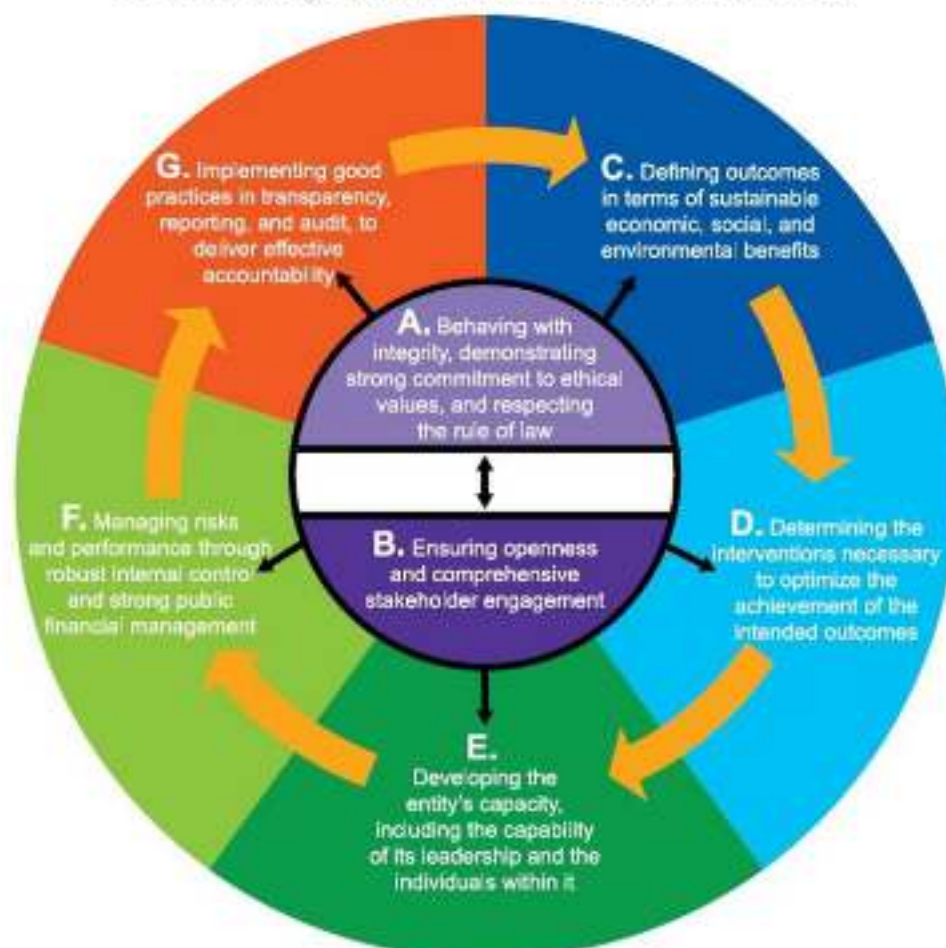 G. Implementing good
practices in transparency,
reporting, and audit, to
deliver effective
accountability
C. Defining outcomes
in terms of sustainable
economic, social, and
environmental benefits
A. Behaving with
integrity, demonstrating
strong commitment to ethical
values, and respecting
the rule of law
B. Ensuring openness
and comprehensive
stakeholder engagement
D. Determining the
interventions necessary
to optimize the
achievement of the
intended outcomes
E.
Developing the
entity's capacity,
including the capability
of its leadership and the
individuals within it
F. Managing risks
and performance through
robust internal control
and strong public
financial management